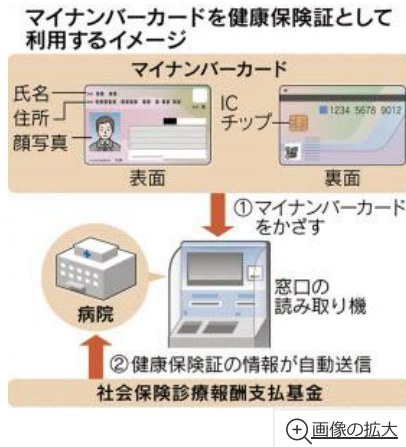 マイナンバーカードを健康保険証として
利用するイメージ
マイナンバーカード
氏名
住所
顔写真
IC
チップ
1234 5678 9012
表面
裏面
①マイナンバーカード
をかざす
窓口の
読み取り機
病院
②健康保険証の情報が自動送信
社会保険診療報酬支払基金
画像の拡大